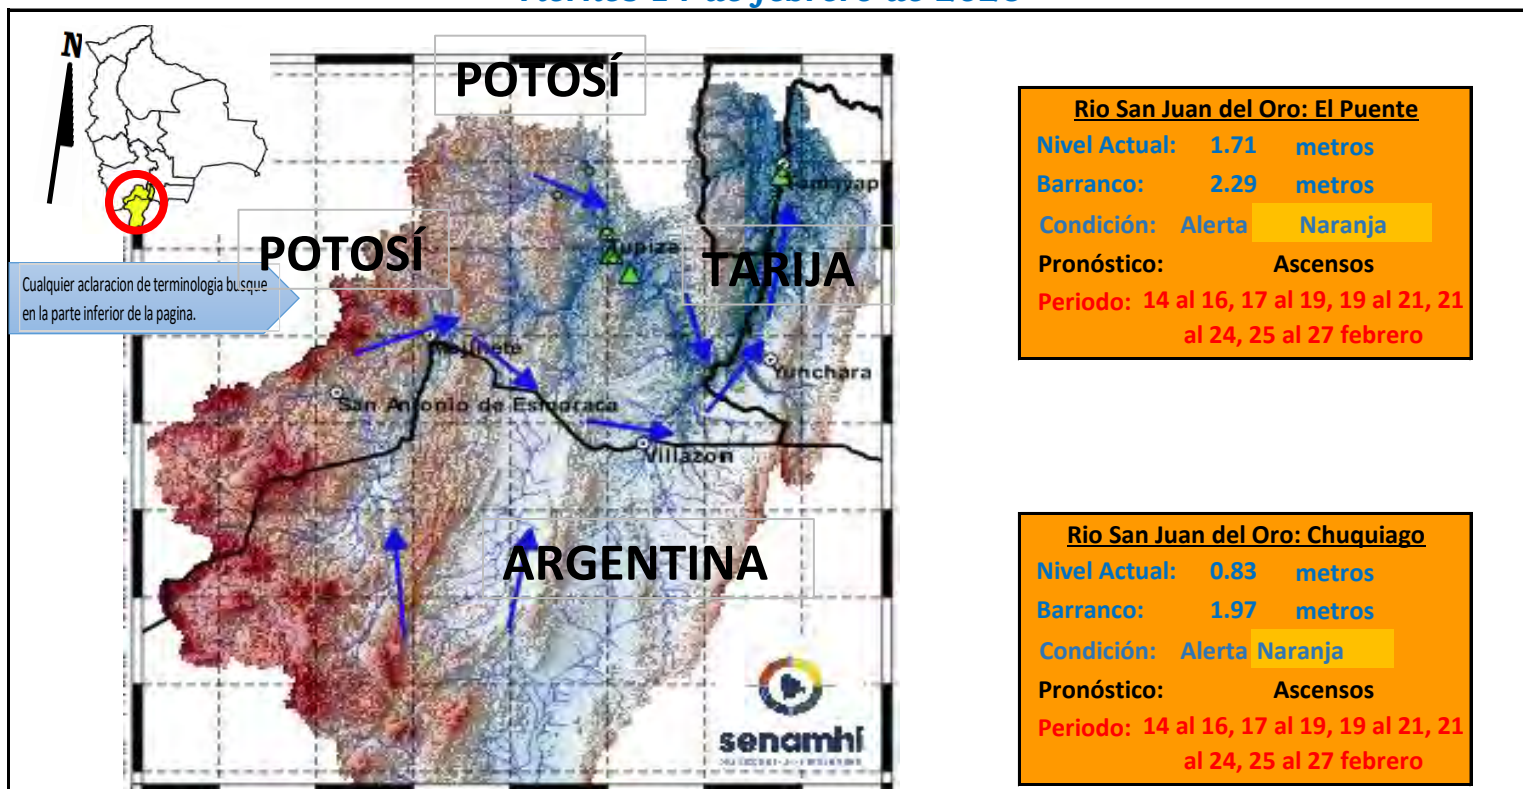 N
POTOSÍ
POTOSÍ
TARIJA
ARGENTINA
Tupiza
San Antonio de Esmoraca
Yunchara
Villazon
Cualquier aclaracion de terminologia busque
en la parte inferior de la pagina.
senamhi
Rio San Juan del Oro: El Puente
Nivel Actual: 1.71 metros
Barranco: 2.29 metros
Condición: Alerta Naranja
Pronóstico: Ascensos
Periodo: 14 al 16, 17 al 19, 19 al 21, 21
al 24, 25 al 27 febrero
Rio San Juan del Oro: Chuquiago
Nivel Actual: 0.83 metros
Barranco: 1.97 metros
Condición: Alerta Naranja
Pronóstico: Ascensos
Periodo: 14 al 16, 17 al 19, 19 al 21, 21
al 24, 25 al 27 febrero